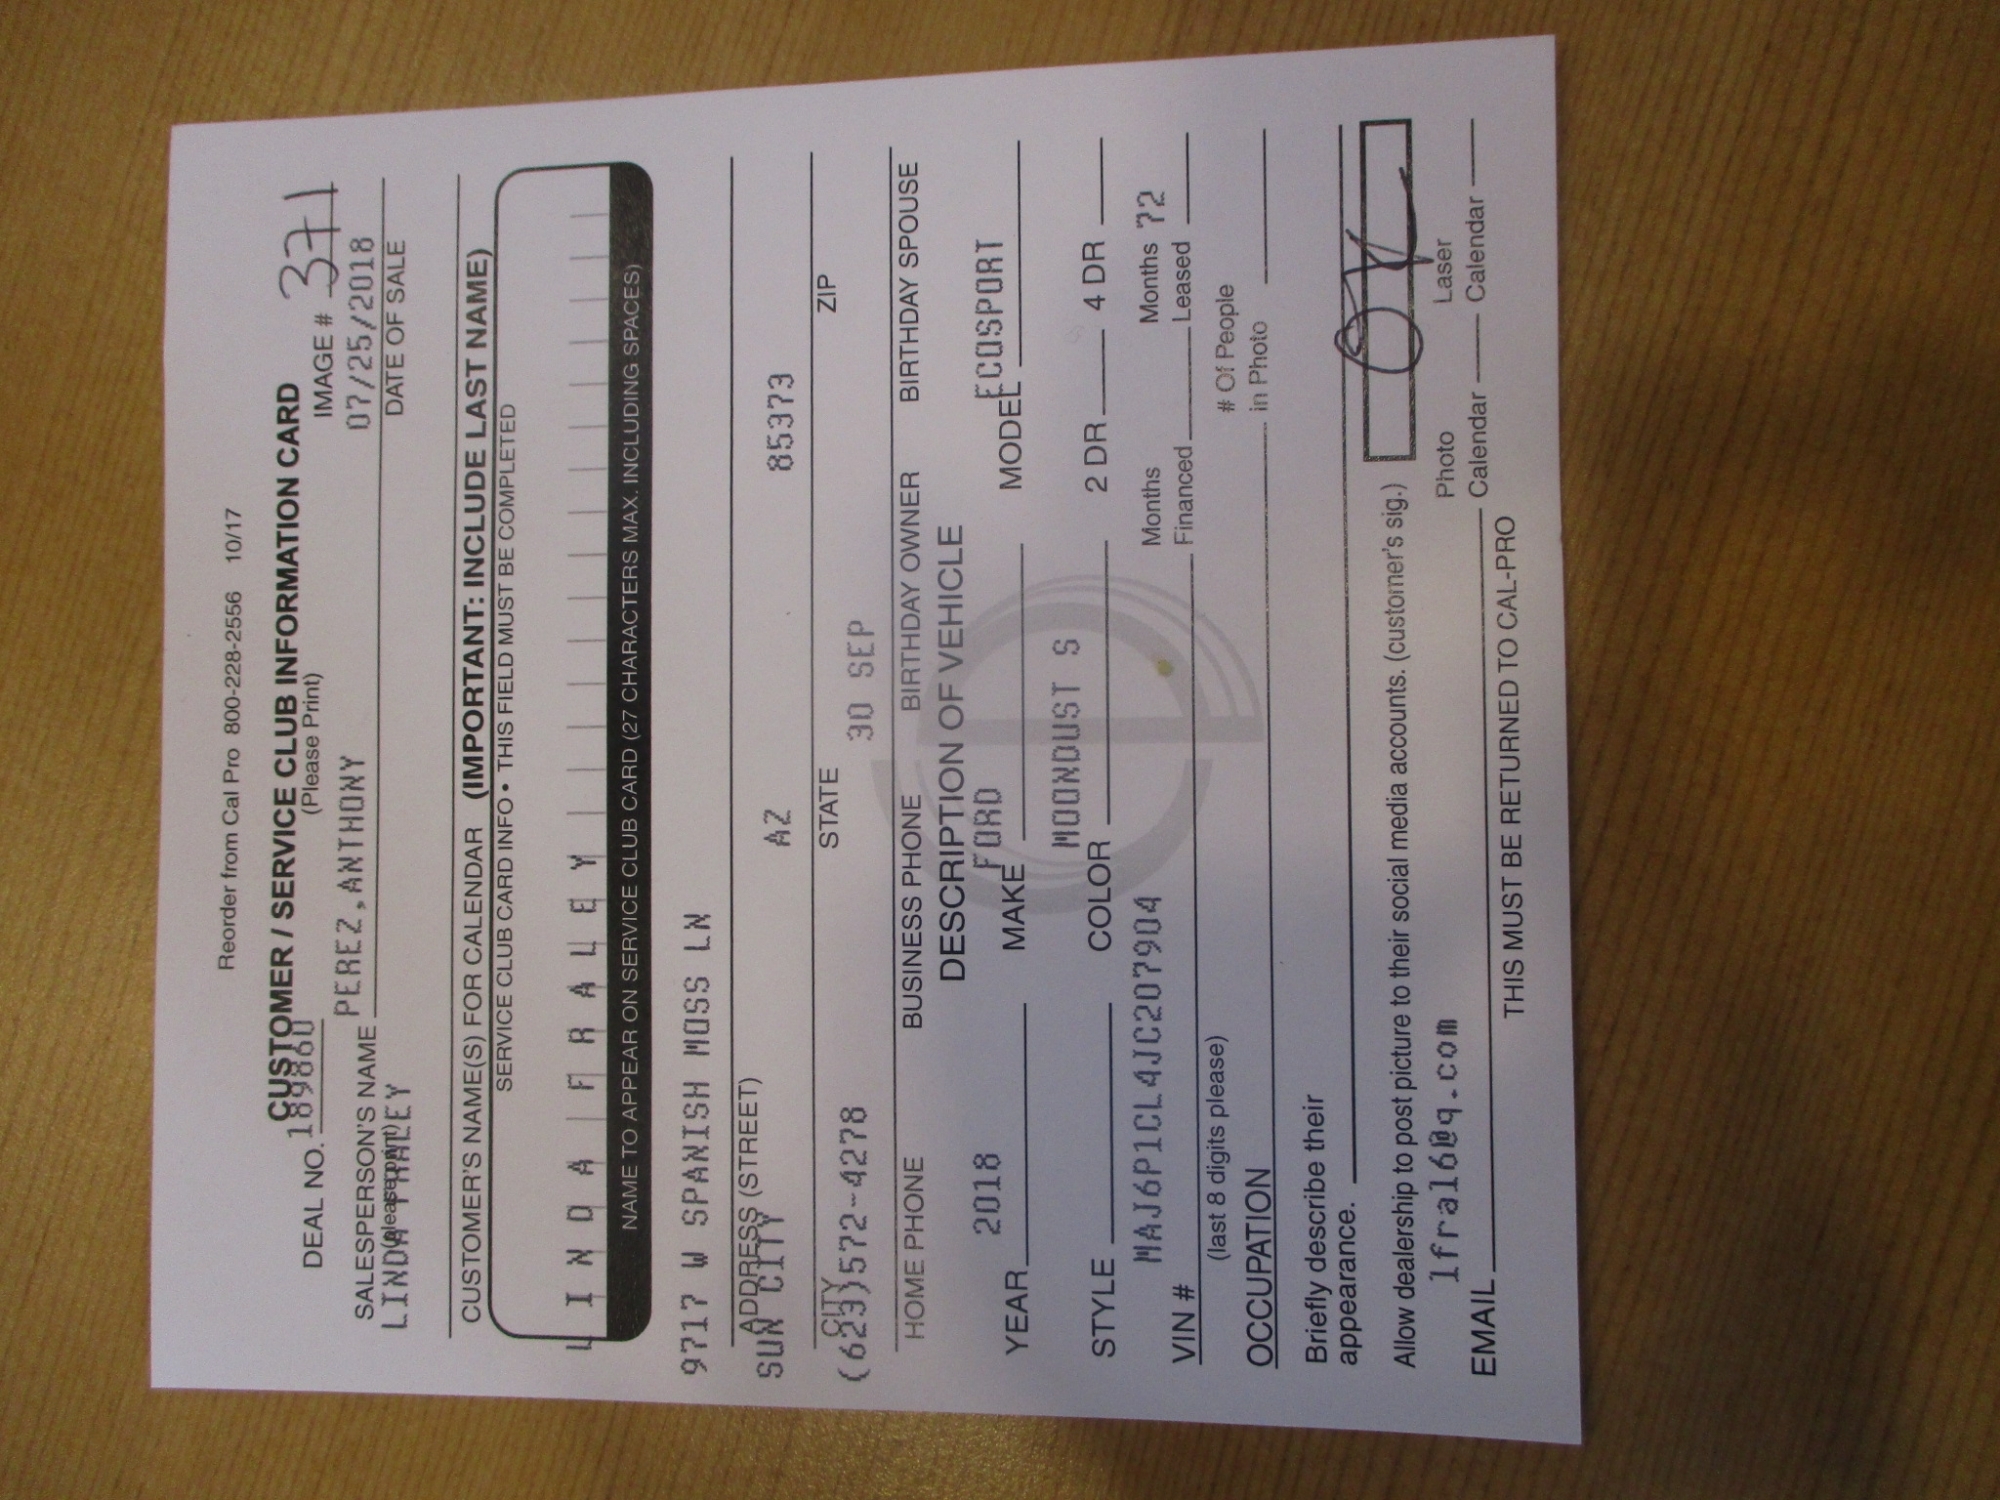 Reorder from Cal Pro 800-228-2556 10/17
CUSTOMER / SERVICE CLUB INFORMATION CARD
(Please Print)
DEAL NO. 189860 IMAGE # 371
SALESPERSON'S NAME PEREZ,ANTHONY 07/25/2018
(please print) DATE OF SALE
LINDA FRALEY
CUSTOMER'S NAME(S) FOR CALENDAR (IMPORTANT: INCLUDE LAST NAME)
SERVICE CLUB CARD INFO • THIS FIELD MUST BE COMPLETED
LINDA FRALEY
NAME TO APPEAR ON SERVICE CLUB CARD (27 CHARACTERS MAX. INCLUDING SPACES)
9717 W SPANISH MOSS LN
ADDRESS (STREET)
SUN CITY AZ 85373
CITY STATE ZIP
(623)572-4278 30 SEP
HOME PHONE BUSINESS PHONE BIRTHDAY OWNER BIRTHDAY SPOUSE
DESCRIPTION OF VEHICLE
YEAR 2018 MAKE FORD MODEL ECOSPORT
STYLE COLOR MOONDUST S 2 DR 4 DR
VIN # MAJ6P1CL4JC207904 Months Financed Months Leased 72
(last 8 digits please)
OCCUPATION # Of People in Photo
Briefly describe their
appearance.
Allow dealership to post picture to their social media accounts. (customer's sig.)
EMAIL lfral6@q.com Photo Calendar Laser Calendar
THIS MUST BE RETURNED TO CAL-PRO